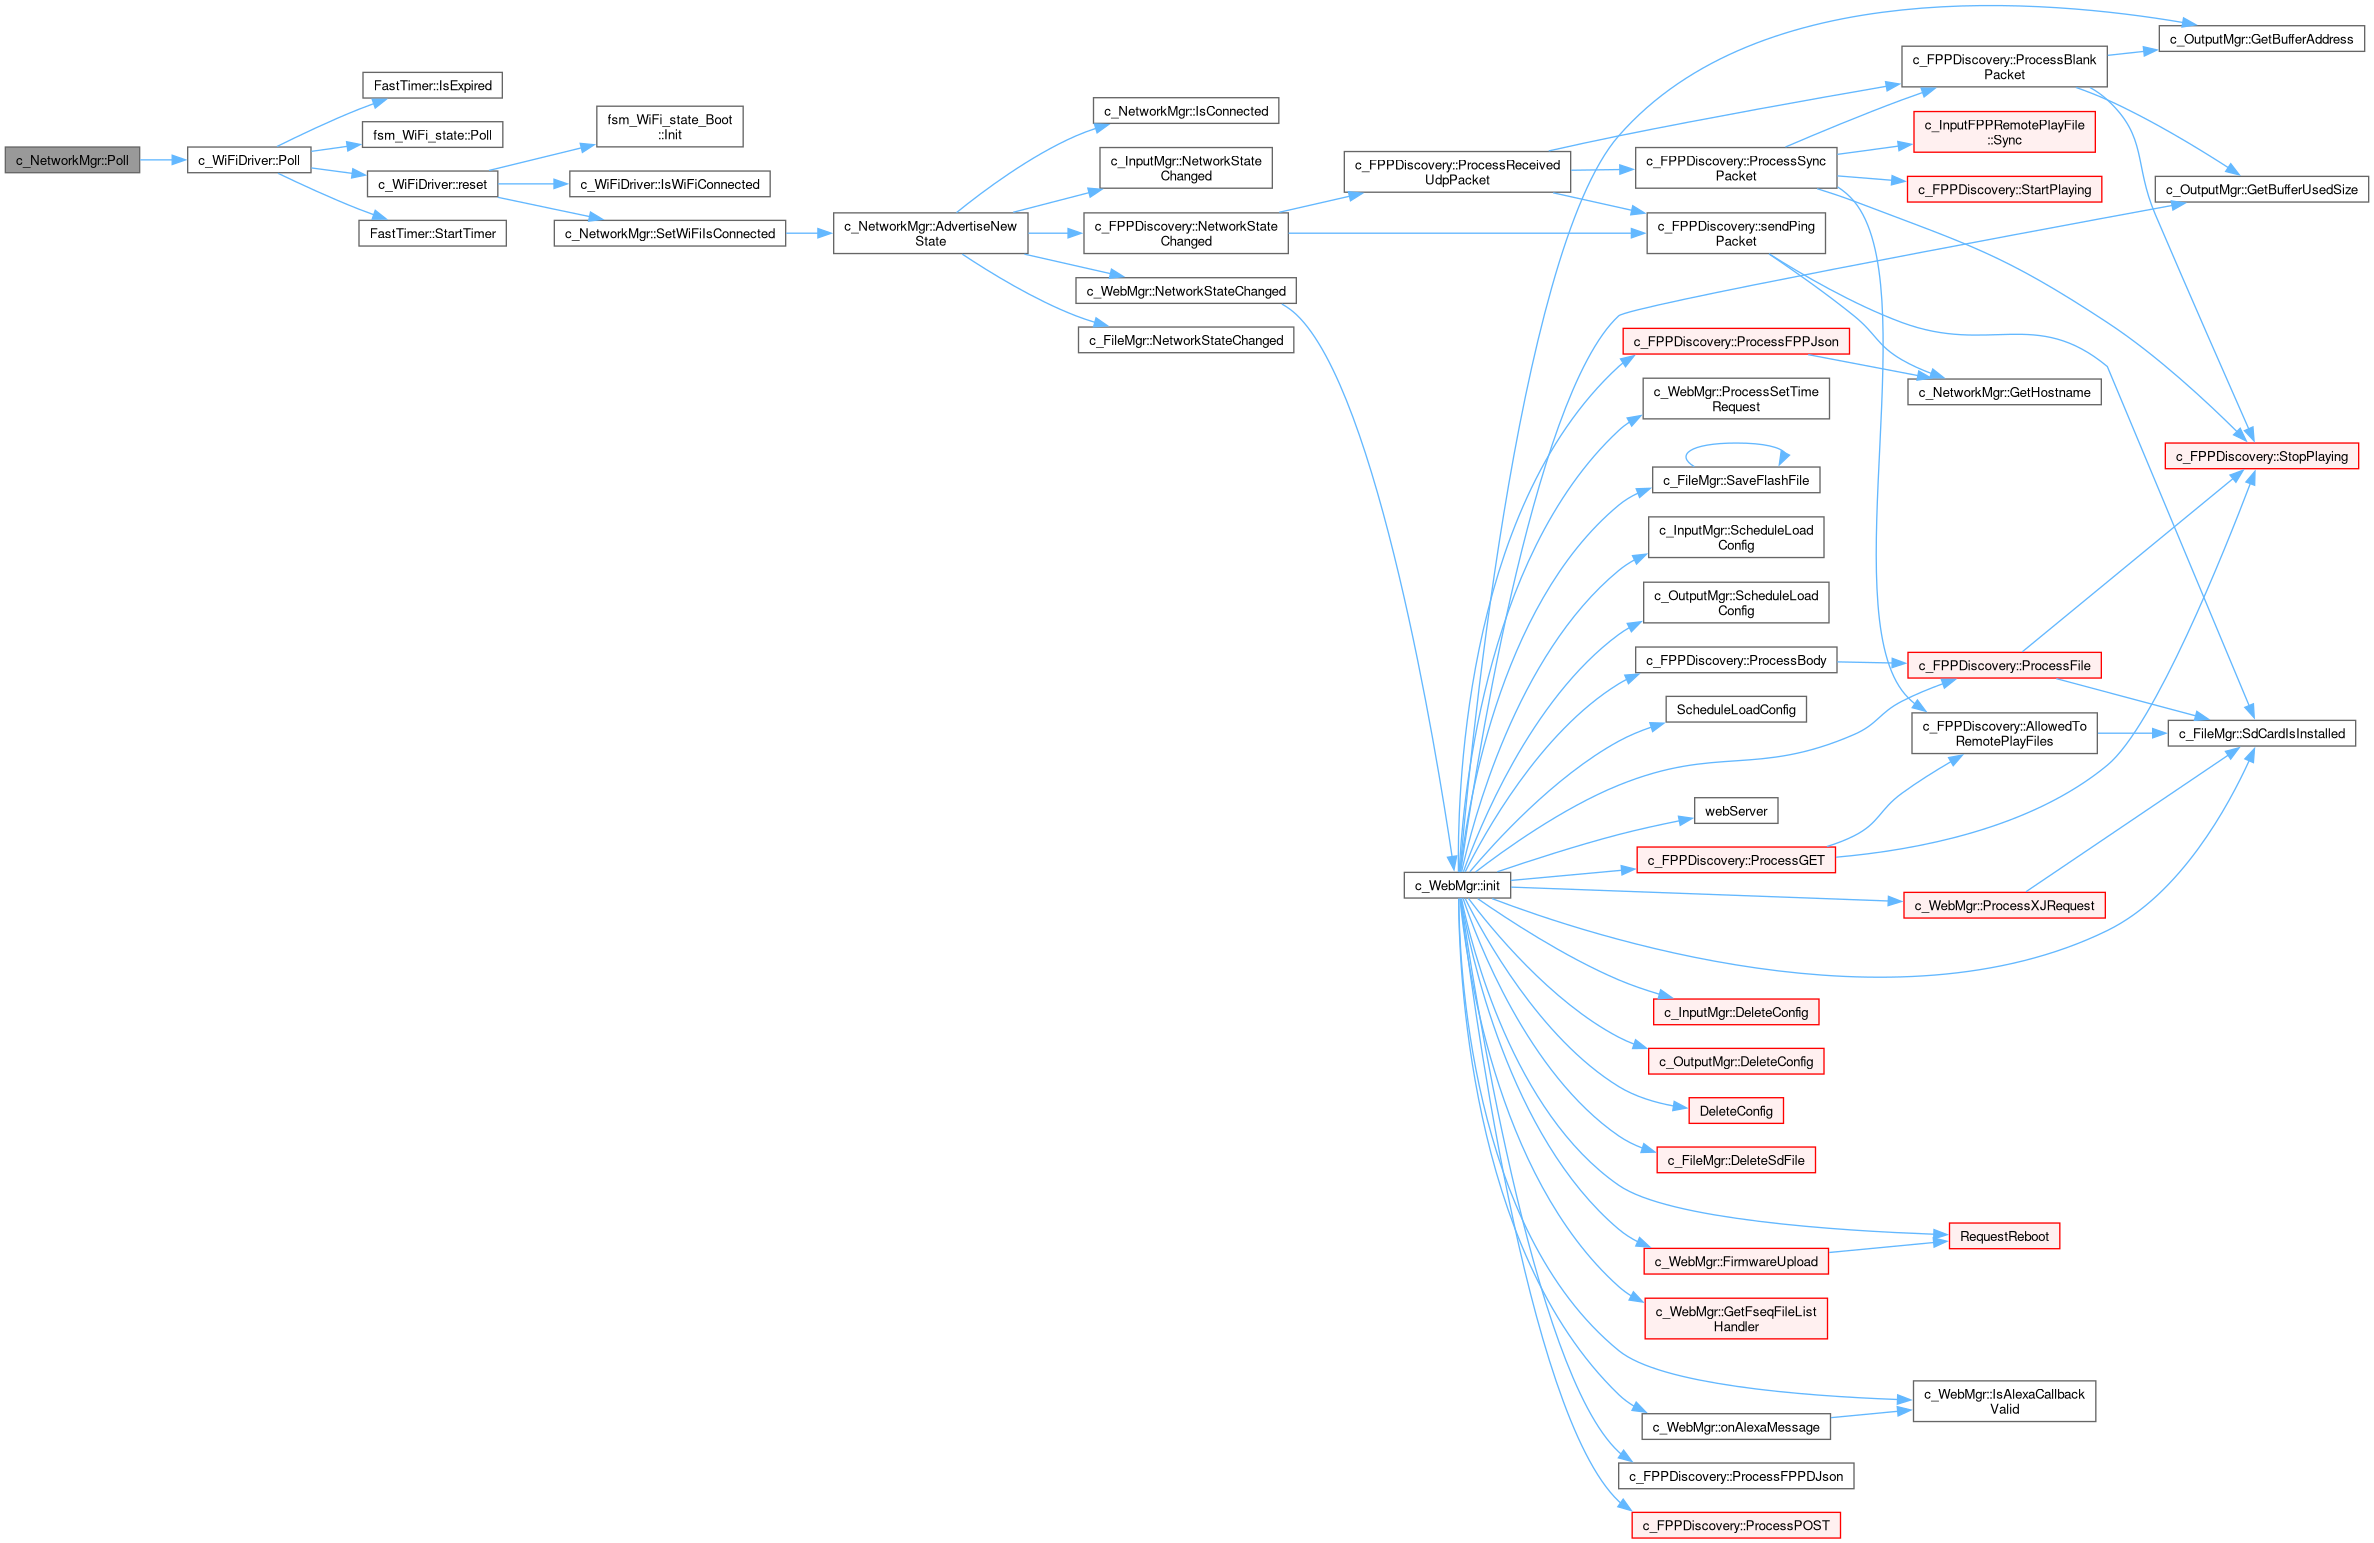 c_NetworkMgr::Poll
c_WiFiDriver::Poll
FastTimer::IsExpired
fsm_WiFi_state::Poll
c_WiFiDriver::reset
FastTimer::StartTimer
fsm_WiFi_state_Boot
::Init
c_WiFiDriver::IsWiFiConnected
c_NetworkMgr::SetWiFiIsConnected
c_NetworkMgr::AdvertiseNew
State
c_NetworkMgr::IsConnected
c_InputMgr::NetworkState
Changed
c_FPPDiscovery::NetworkState
Changed
c_WebMgr::NetworkStateChanged
c_FileMgr::NetworkStateChanged
c_FPPDiscovery::ProcessReceived
UdpPacket
c_WebMgr::init
c_FPPDiscovery::ProcessSync
Packet
c_FPPDiscovery::sendPing
Packet
c_FPPDiscovery::ProcessFPPJson
c_WebMgr::ProcessSetTime
Request
c_FileMgr::SaveFlashFile
c_InputMgr::ScheduleLoad
Config
c_OutputMgr::ScheduleLoad
Config
c_FPPDiscovery::ProcessBody
ScheduleLoadConfig
webServer
c_FPPDiscovery::ProcessGET
c_InputMgr::DeleteConfig
c_OutputMgr::DeleteConfig
DeleteConfig
c_FileMgr::DeleteSdFile
c_WebMgr::FirmwareUpload
c_WebMgr::GetFseqFileList
Handler
c_WebMgr::onAlexaMessage
c_FPPDiscovery::ProcessFPPDJson
c_FPPDiscovery::ProcessPOST
c_FPPDiscovery::ProcessBlank
Packet
c_InputFPPRemotePlayFile
::Sync
c_FPPDiscovery::StartPlaying
c_NetworkMgr::GetHostname
c_FPPDiscovery::ProcessFile
c_FPPDiscovery::AllowedTo
RemotePlayFiles
c_WebMgr::ProcessXJRequest
RequestReboot
c_WebMgr::IsAlexaCallback
Valid
c_OutputMgr::GetBufferAddress
c_OutputMgr::GetBufferUsedSize
c_FPPDiscovery::StopPlaying
c_FileMgr::SdCardIsInstalled